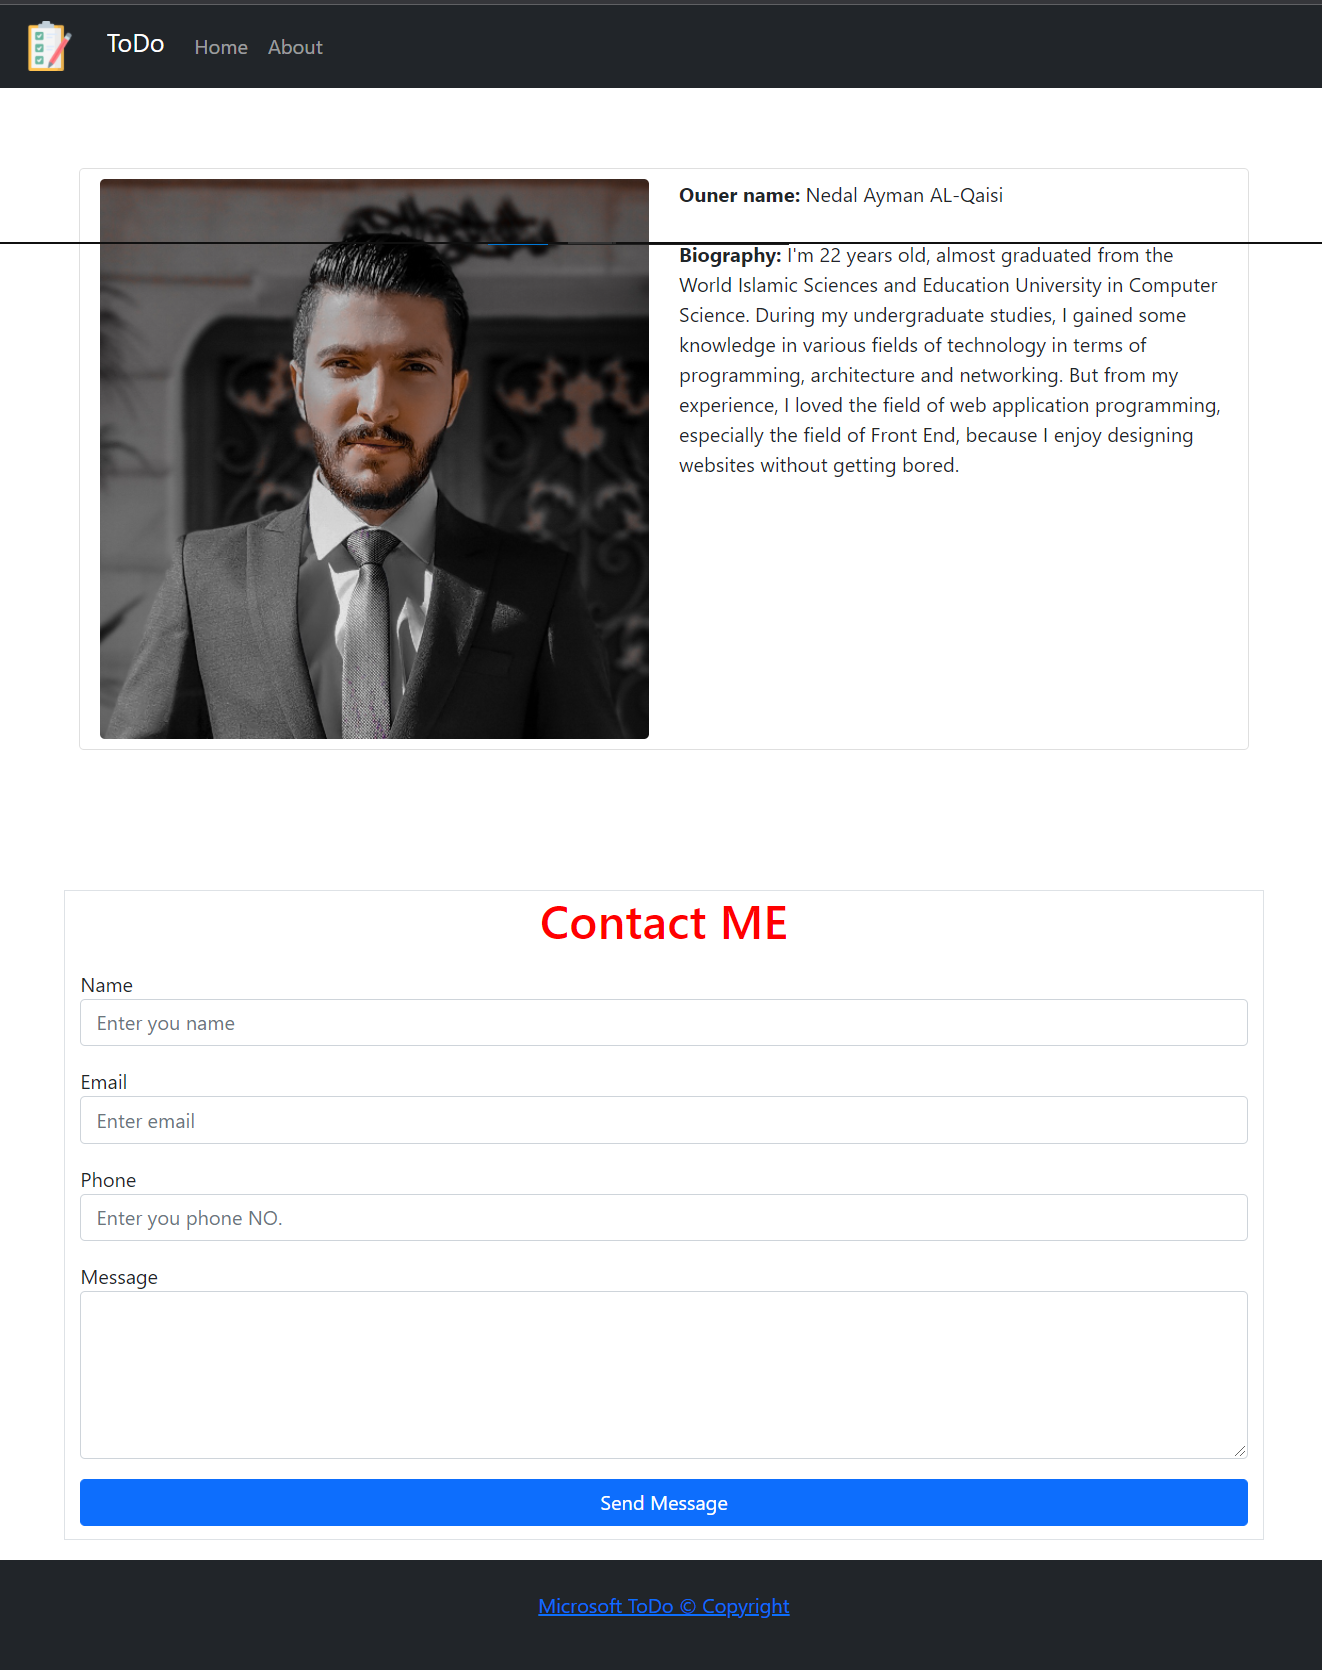 ToDo Home About
Ouner name: Nedal Ayman AL-Qaisi
Biography: I'm 22 years old, almost graduated from the
World Islamic Sciences and Education University in Computer
Science. During my undergraduate studies, I gained some
knowledge in various fields of technology in terms of
programming, architecture and networking. But from my
experience, I loved the field of web application programming,
especially the field of Front End, because I enjoy designing
websites without getting bored.
Contact ME
Name
Enter you name
Email
Enter email
Phone
Enter you phone NO.
Message
Send Message
Microsoft ToDo © Copyright